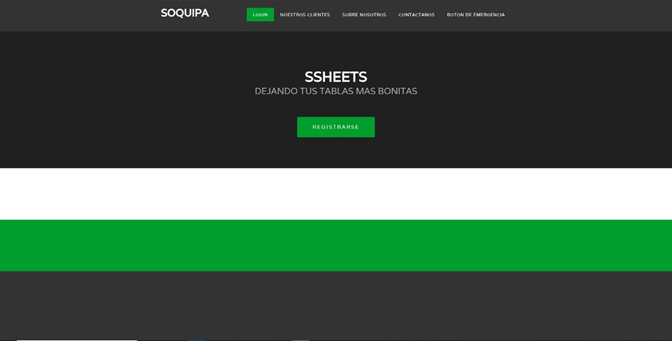 SOQUIPA
LOGIN NUESTROS CLIENTES SOBRE NOSOTROS CONTACTANOS BOTON DE EMERGENCIA
SSHEETS
DEJANDO TUS TABLAS MAS BONITAS
REGISTRARSE